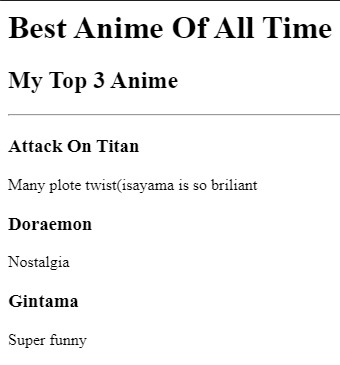 Best Anime Of All Time
My Top 3 Anime
Attack On Titan
Many plote twist(isayama is so briliant
Doraemon
Nostalgia
Gintama
Super funny